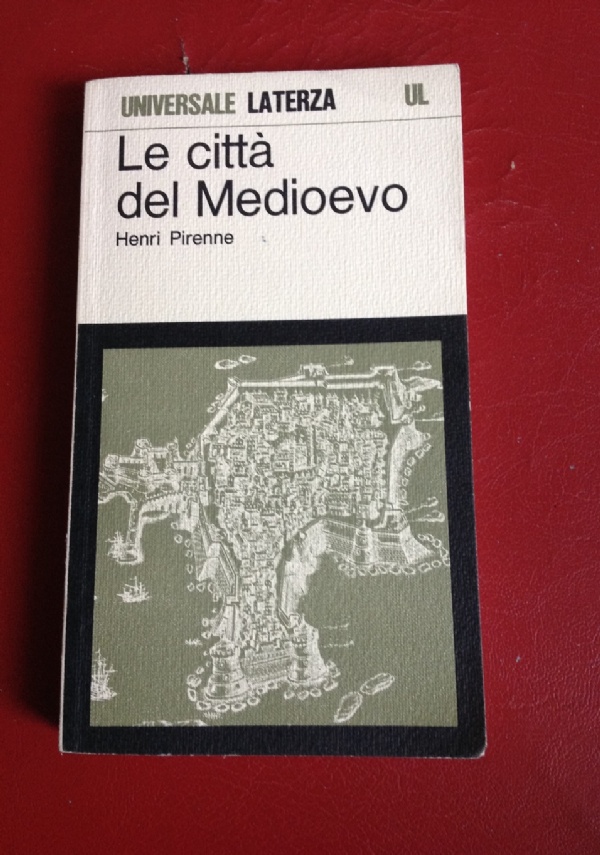 UNIVERSALE LATERZA UL
Le città
del Medioevo
Henri Pirenne